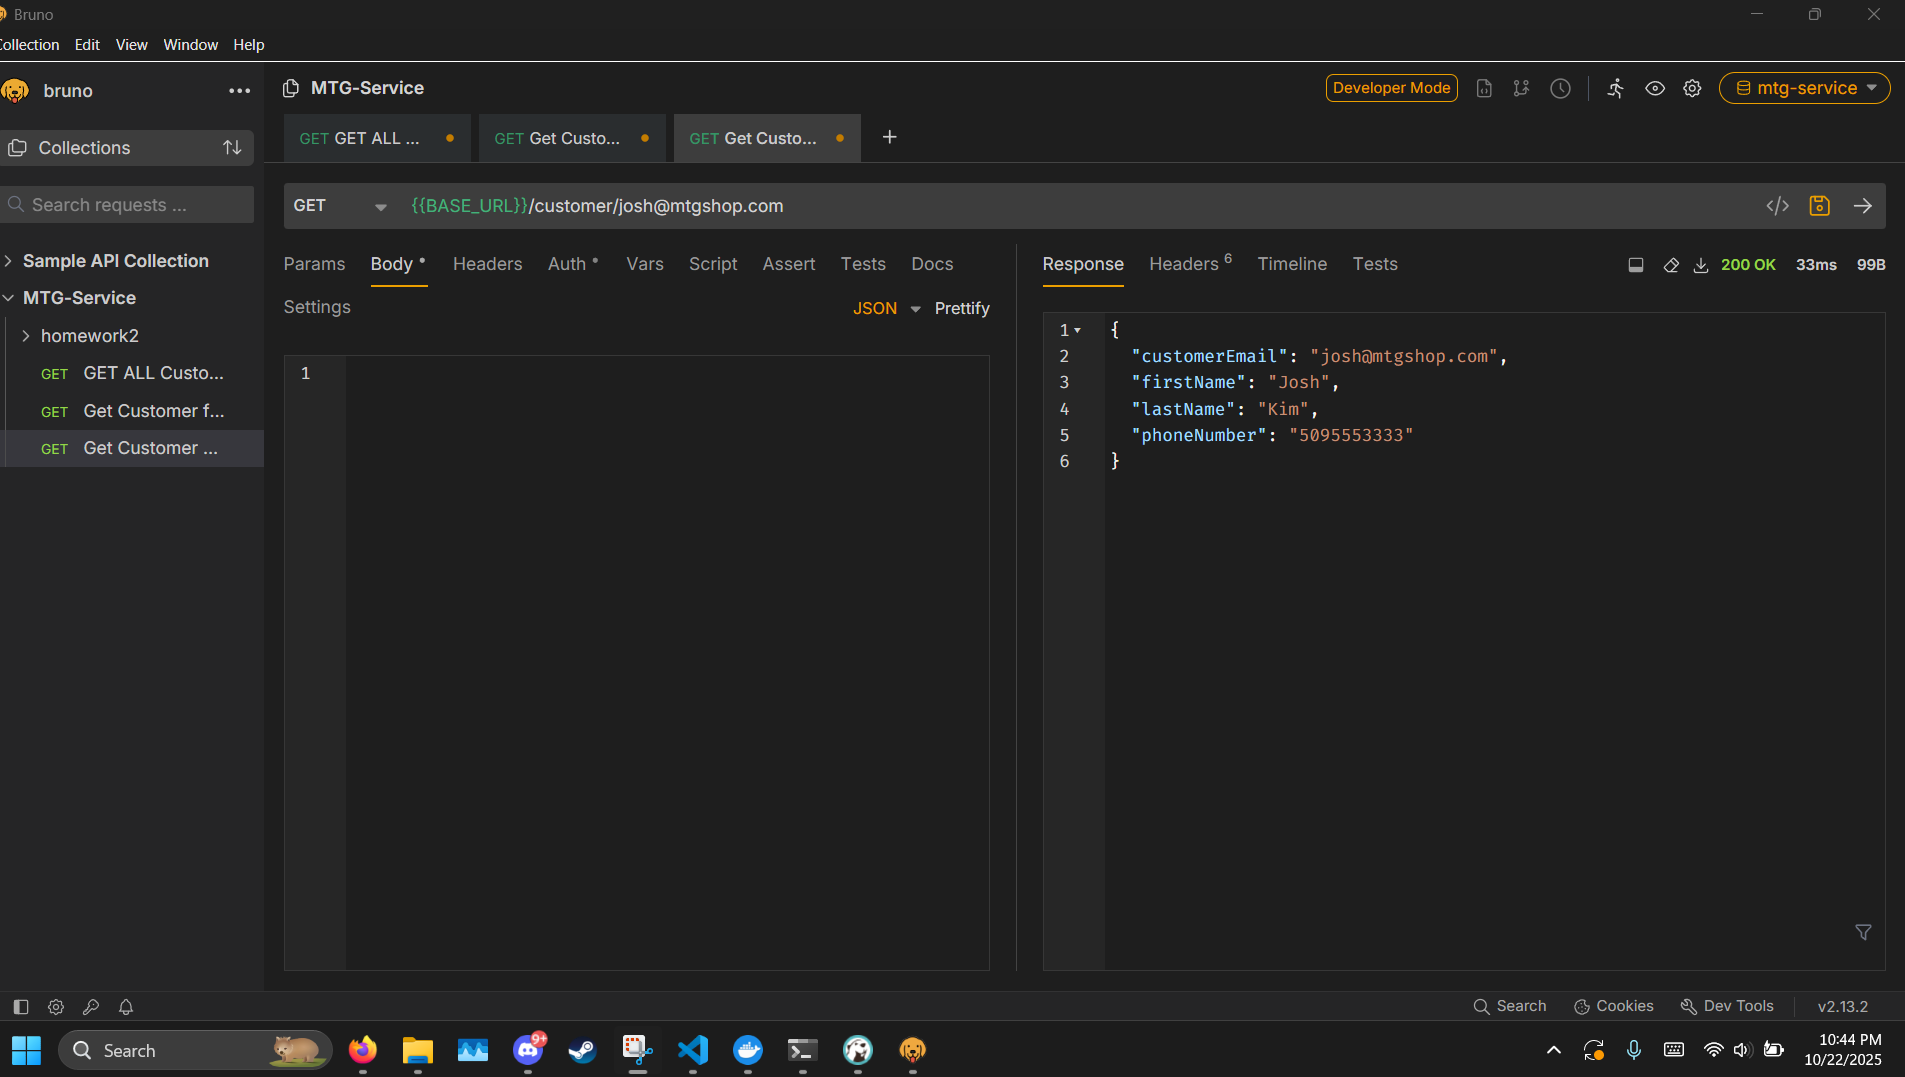 Bruno
Collection Edit View Window Help
bruno
MTG-Service
Developer Mode
mtg-service
GET GET ALL ...
GET Get Custo...
GET Get Custo...
+
Collections
Search requests ...
GET
{{BASE_URL}}/customer/josh@mtgshop.com
</>
Sample API Collection
MTG-Service
homework2
GET GET ALL Custo...
GET Get Customer f...
GET Get Customer ...
Params Body Headers Auth Vars Script Assert Tests Docs
Settings
JSON Prettify
1
Response Headers 6 Timeline Tests
200 OK 33ms 99B
1 {
2 "customerEmail": "josh@mtgshop.com",
3 "firstName": "Josh",
4 "lastName": "Kim",
5 "phoneNumber": "5095553333"
6 }
Search Cookies Dev Tools v2.13.2
Search
9+
10:44 PM
10/22/2025